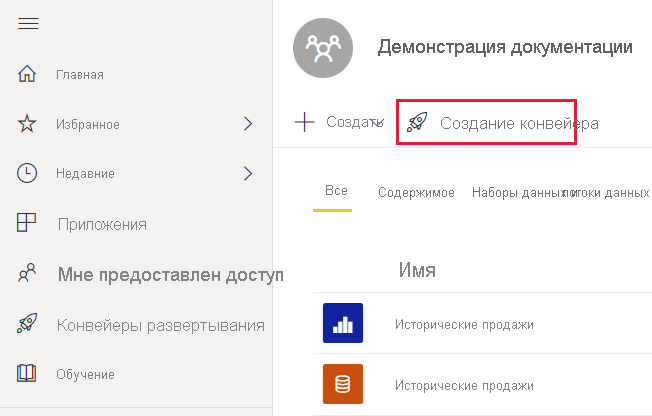 Главная
Избранное
Недавние
Приложения
Мне предоставлен доступ
Конвейеры развертывания
Обучение
Демонстрация документации
Создать
Создание конвейера
Все
Содержимое
Наборы данных и потоки данных
Имя
Исторические продажи
Исторические продажи